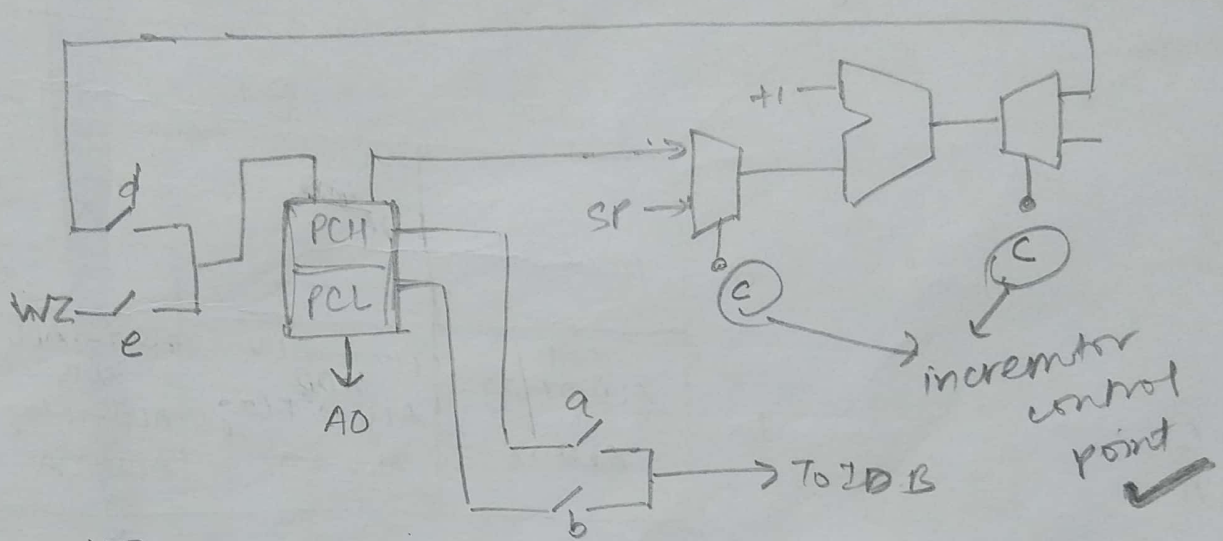 +1
d
PCH
SP
WZ
PCL
e
C
C
incremtor
control
point
AO
a
To IDB
b